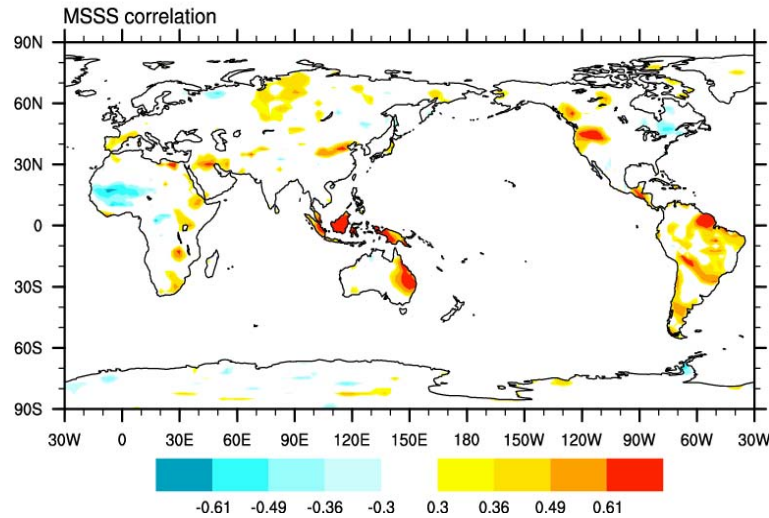 MSSS correlation
90N
60N
30N
0
30S
60S
90S
30W 0 30E 60E 90E 120E 150E 180 150W 120W 90W 60W 30W
-0.61 -0.49 -0.36 -0.3 0.3 0.36 0.49 0.61